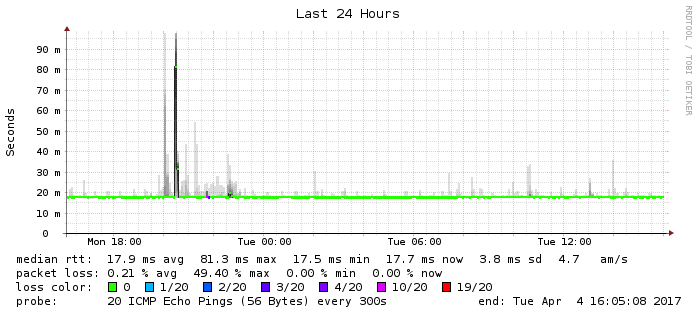 Last 24 Hours
RRDTOOL / TOBI OETIKER
Seconds
90 m
80 m
70 m
60 m
50 m
40 m
30 m
20 m
10 m
0
Mon 18:00 Tue 00:00 Tue 06:00 Tue 12:00
median rtt: 17.9 ms avg 81.3 ms max 17.5 ms min 17.7 ms now 3.8 ms sd 4.7 am/s
packet loss: 0.21 % avg 49.40 % max 0.00 % min 0.00 % now
loss color: 0 1/20 2/20 3/20 4/20 10/20 19/20
probe: 20 ICMP Echo Pings (56 Bytes) every 300s end: Tue Apr 4 16:05:08 2017